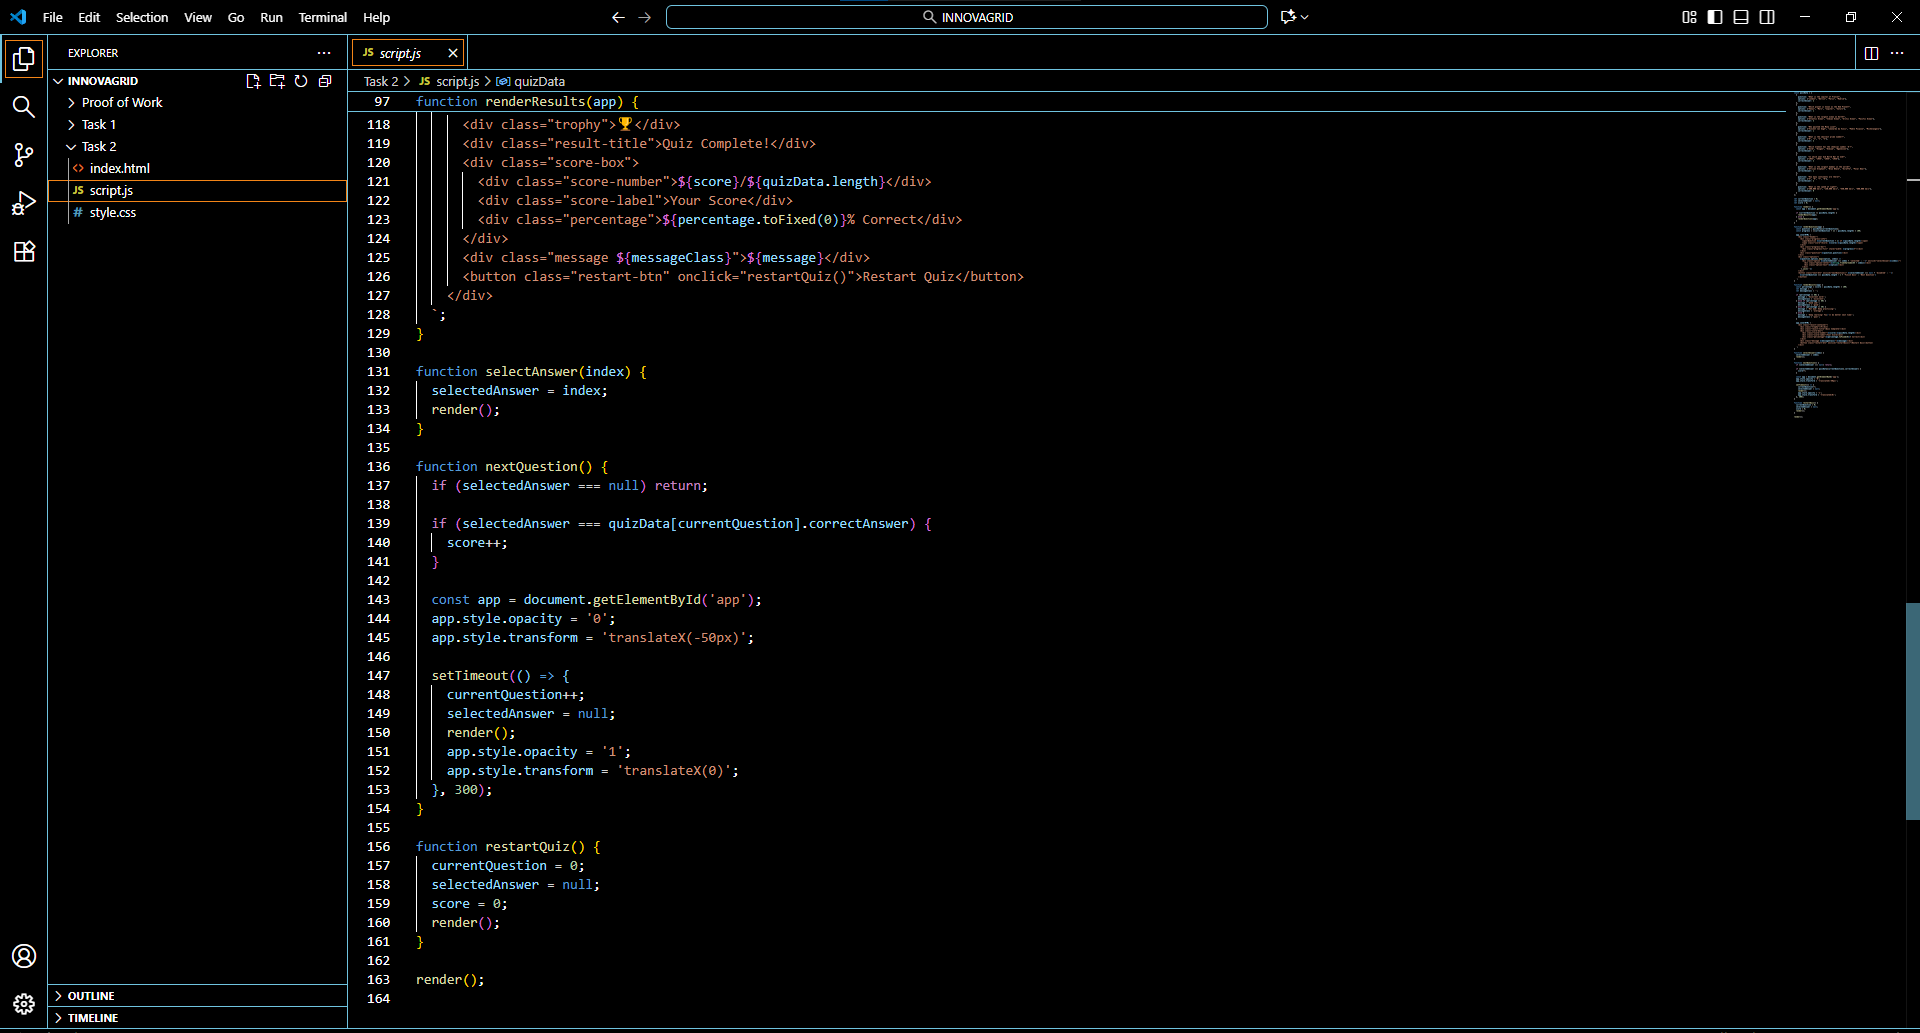 File Edit Selection View Go Run Terminal Help
INNOVAGRID
EXPLORER
INNOVAGRID
Proof of Work
Task 1
Task 2
<> index.html
JS script.js
# style.css
OUTLINE
TIMELINE
JS script.js
Task 2 > JS script.js > quizData
97 function renderResults(app) {
118 <div class="trophy">🏆</div>
119 <div class="result-title">Quiz Complete!</div>
120 <div class="score-box">
121 <div class="score-number">${score}/${quizData.length}</div>
122 <div class="score-label">Your Score</div>
123 <div class="percentage">${percentage.toFixed(0)}% Correct</div>
124 </div>
125 <div class="message ${messageClass}">${message}</div>
126 <button class="restart-btn" onclick="restartQuiz()">Restart Quiz</button>
127 </div>
128 `;
129 }
130
131 function selectAnswer(index) {
132 selectedAnswer = index;
133 render();
134 }
135
136 function nextQuestion() {
137 if (selectedAnswer === null) return;
138
139 if (selectedAnswer === quizData[currentQuestion].correctAnswer) {
140 score++;
141 }
142
143 const app = document.getElementById('app');
144 app.style.opacity = '0';
145 app.style.transform = 'translateX(-50px)';
146
147 setTimeout(() => {
148 currentQuestion++;
149 selectedAnswer = null;
150 render();
151 app.style.opacity = '1';
152 app.style.transform = 'translateX(0)';
153 }, 300);
154 }
155
156 function restartQuiz() {
157 currentQuestion = 0;
158 selectedAnswer = null;
159 score = 0;
160 render();
161 }
162
163 render();
164